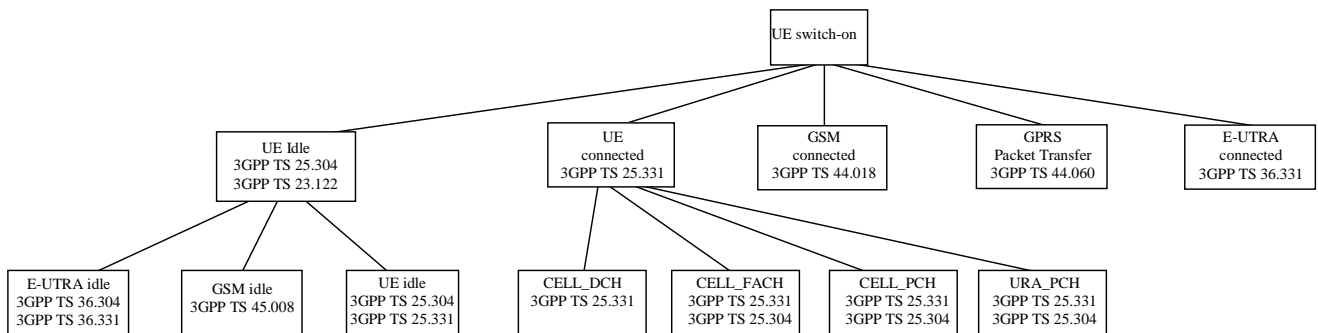 UE switch-on
UE Idle
3GPP TS 25.304
3GPP TS 23.122
UE
connected
3GPP TS 25.331
GSM
connected
3GPP TS 44.018
GPRS
Packet Transfer
3GPP TS 44.060
E-UTRA
connected
3GPP TS 36.331
E-UTRA idle
3GPP TS 36.304
3GPP TS 36.331
GSM idle
3GPP TS 45.008
UE idle
3GPP TS 25.304
3GPP TS 25.331
CELL_DCH
3GPP TS 25.331
CELL_FACH
3GPP TS 25.331
3GPP TS 25.304
CELL_PCH
3GPP TS 25.331
3GPP TS 25.304
URA_PCH
3GPP TS 25.331
3GPP TS 25.304